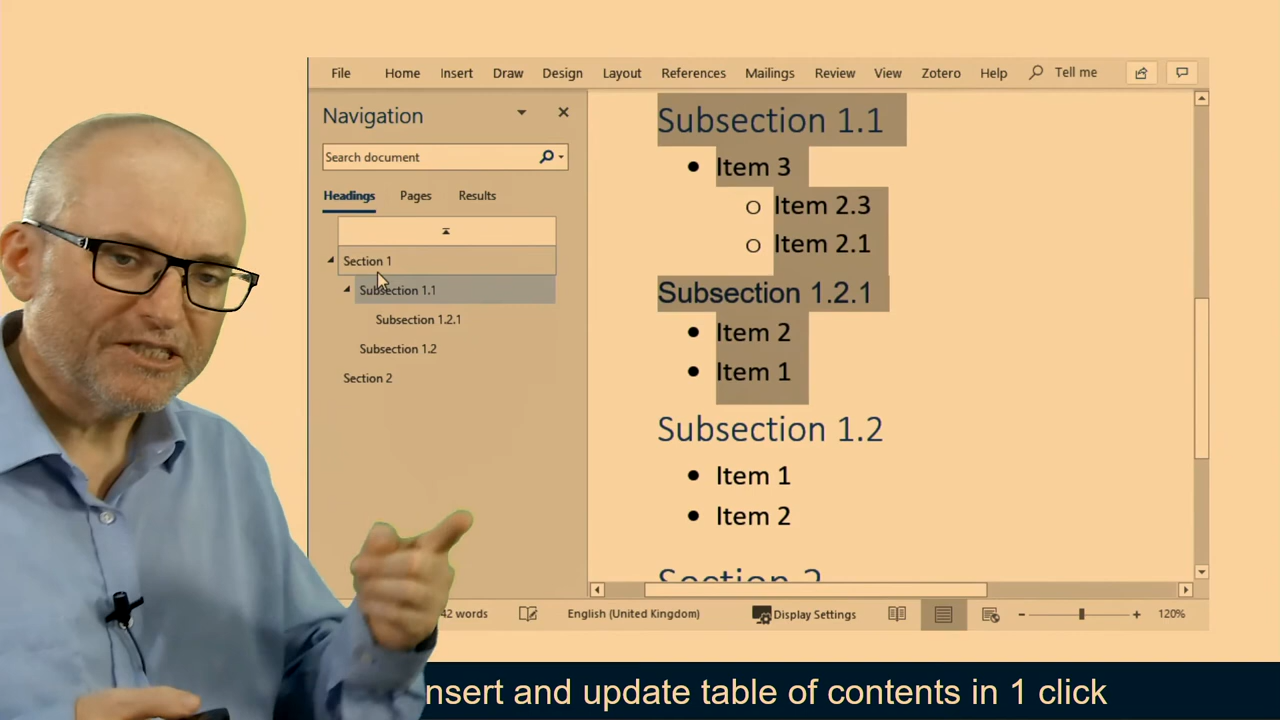 File Home Insert Draw Design Layout References Mailings Review View Zotero Help Tell me
Navigation
Search document
Headings Pages Results
Section 1
Subsection 1.1
Subsection 1.2.1
Subsection 1.2
Section 2
Subsection 1.1
• Item 3
o Item 2.3
o Item 2.1
Subsection 1.2.1
• Item 2
• Item 1
Subsection 1.2
• Item 1
• Item 2
Section 2
42 words English (United Kingdom) Display Settings 120%
nsert and update table of contents in 1 click